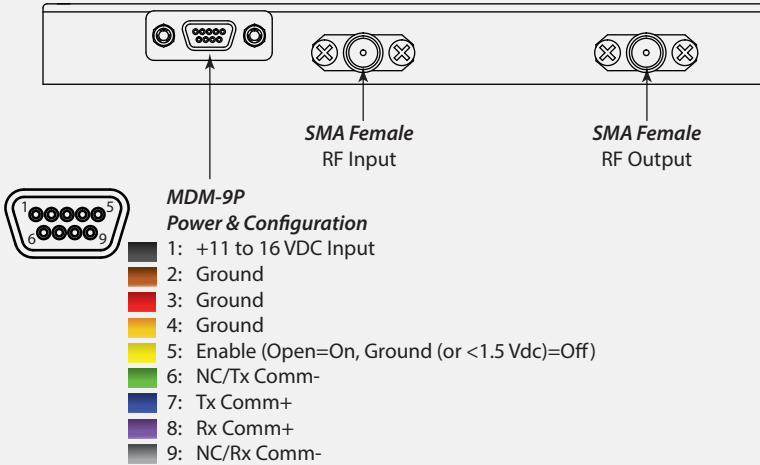 SMA Female
RF Input
SMA Female
RF Output
1 5
6 9
MDM-9P
Power & Configuration
1: +11 to 16 VDC Input
2: Ground
3: Ground
4: Ground
5: Enable (Open=On, Ground (or <1.5 Vdc)=Off)
6: NC/Tx Comm-
7: Tx Comm+
8: Rx Comm+
9: NC/Rx Comm-